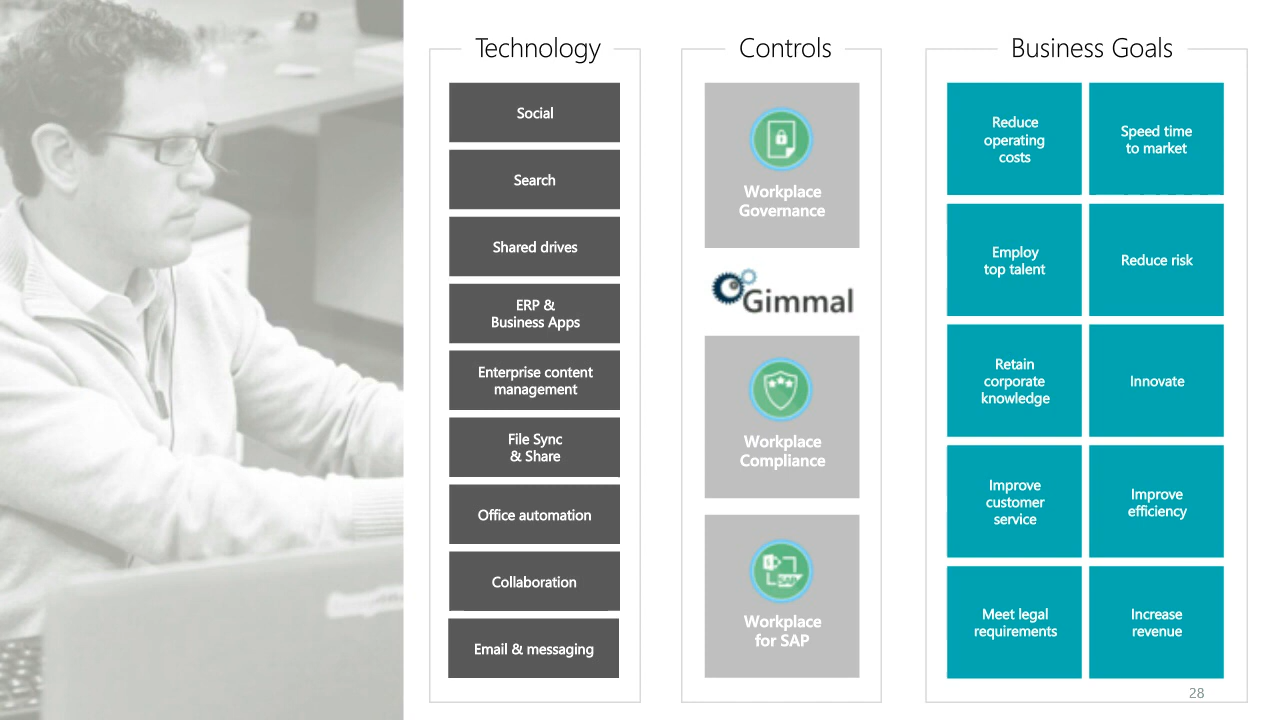 Technology
Social
Search
Shared drives
ERP &
Business Apps
Enterprise content
management
File Sync
& Share
Office automation
Collaboration
Email & messaging
Controls
Workplace
Governance
Gimmal
Workplace
Compliance
S
SAP
Workplace
for SAP
Business Goals
Reduce
operating
costs
Speed time
to market
Employ
top talent
Reduce risk
Retain
corporate
knowledge
Innovate
Improve
customer
service
Improve
efficiency
Meet legal
requirements
Increase
revenue
28